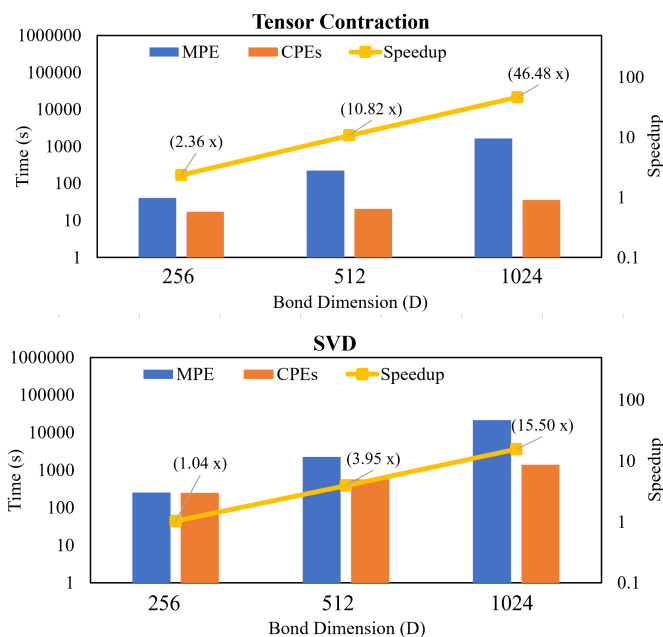 Tensor Contraction
MPE CPEs Speedup
Time (s)
1000000
100000
10000
1000
100
10
1
(2.36 x)
(10.82 x)
(46.48 x)
100
10
1
0.1
Speedup
256 512 1024
Bond Dimension (D)
SVD
MPE CPEs Speedup
Time (s)
1000000
100000
10000
1000
100
10
1
(1.04 x)
(3.95 x)
(15.50 x)
100
10
1
0.1
Speedup
256 512 1024
Bond Dimension (D)